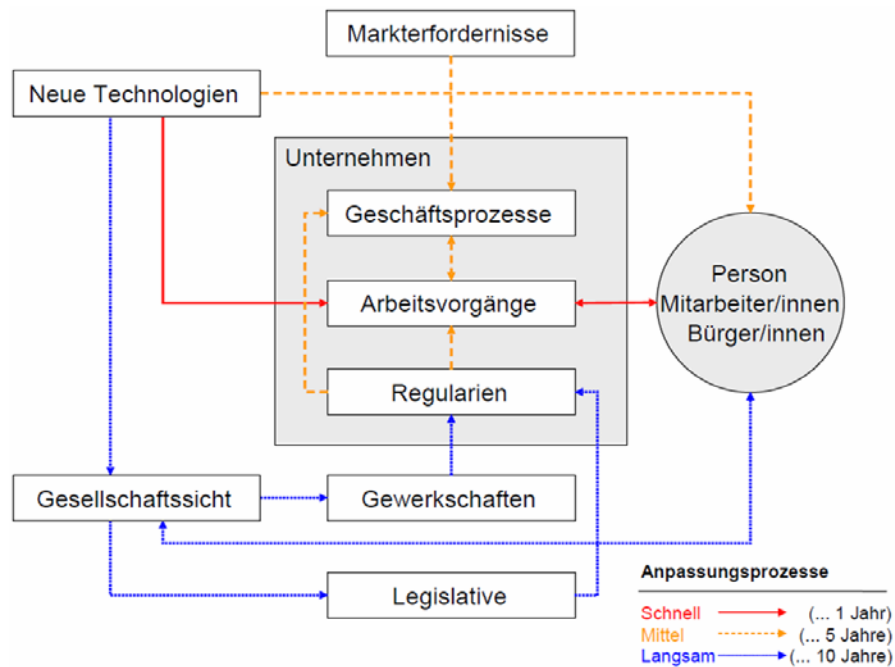 Markterfordernisse
Neue Technologien
Unternehmen
Geschäftsprozesse
Arbeitsvorgänge
Person
Mitarbeiter/innen
Bürger/innen
Regularien
Gesellschaftssicht
Gewerkschaften
Legislative
Anpassungsprozesse
Schnell (... 1 Jahr)
Mittel (... 5 Jahre)
Langsam (... 10 Jahre)